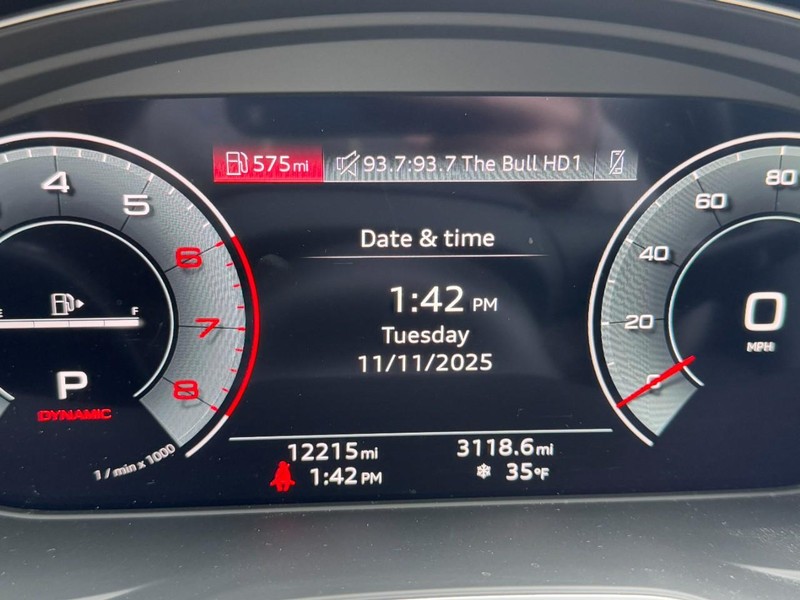 575 mi 93.7:93.7 The Bull HD1
4 5 6 7 8
E F
P
DYNAMIC
1 / min x 1000
Date & time
1:42 PM
Tuesday
11/11/2025
12215 mi 3118.6 mi
1:42 PM 35°F
80
60
40
20
0
0
MPH